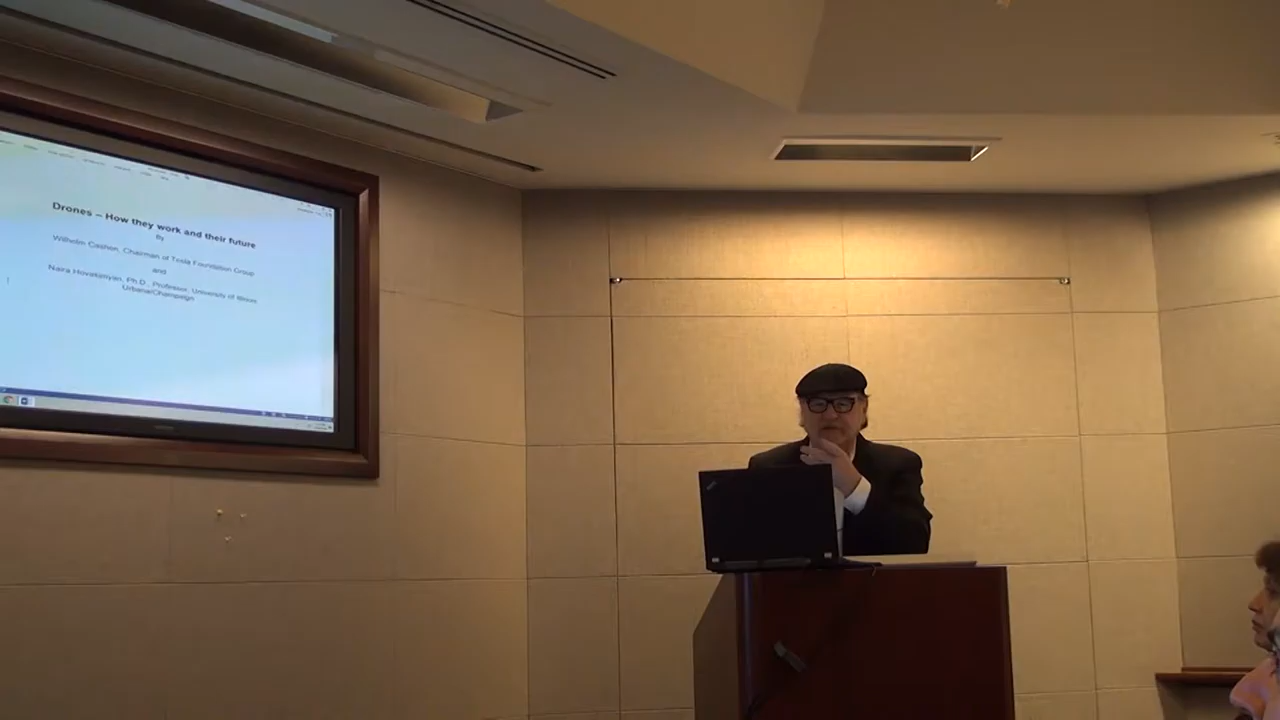 Drones – How they work and their future
By
Wilhelm Cashen, Chairman of Tesla Foundation Group
and
Naira Hovakimyan, Ph.D., Professor, University of Illinois
Urbana/Champaign